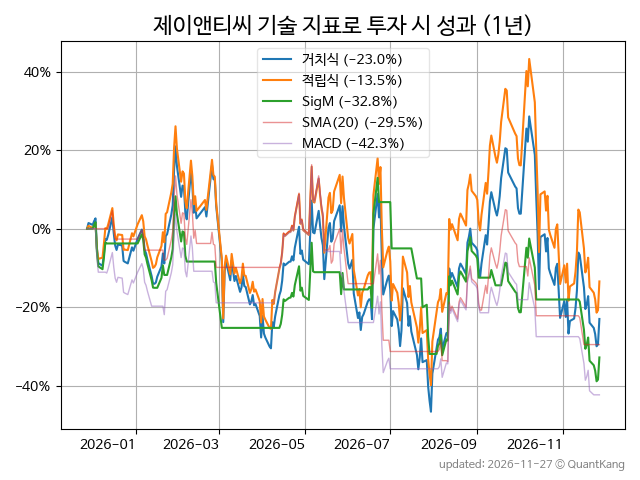 제이앤티씨 기술 지표로 투자 시 성과 (1년)
거치식 (−23.0%)
적립식 (−13.5%)
SigM (−32.8%)
SMA(20) (−29.5%)
MACD (−42.3%)
40%
20%
0%
−20%
−40%
2026-01 2026-03 2026-05 2026-07 2026-09 2026-11
updated: 2026-11-27 © QuantKang